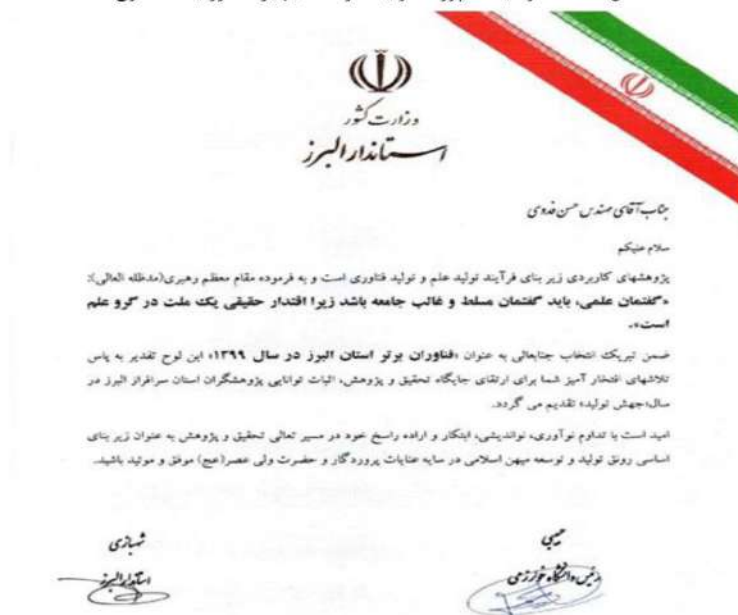 وزارت کشور
استاندار البرز
جناب آقای مهندس حسن فدوی
سلام علیکم
پژوهشهای کاربردی زیر بنای فرآیند تولید علم و تولید فناوری است و به فرموده مقام معظم رهبری(مدظله العالی):
«گفتمان علمی، باید گفتمان مسلط و غالب جامعه باشد زیرا اقتدار حقیقی یک ملت در گرو علم
است».
ضمن تبریک انتخاب جنابعالی به عنوان «فناوران برتر استان البرز در سال ۱۳۹۹» این لوح تقدیر به پاس
تلاشهای افتخار آمیز شما برای ارتقای جایگاه تحقیق و پژوهش، اثبات توانایی پژوهشگران استان سرافراز البرز در
سال«جهش تولید» تقدیم می گردد.
امید است با تداوم نوآوری، نواندیشی، ابتکار و اراده راسخ خود در مسیر تعالی تحقیق و پژوهش به عنوان زیر بنای
اساسی رونق تولید و توسعه میهن اسلامی در سایه عنایات پروردگار و حضرت ولی عصر(عج) موفق و موئید باشید.
حبیبی
رئیس دانشگاه خوارزمی
شهبازی
استاندار البرز